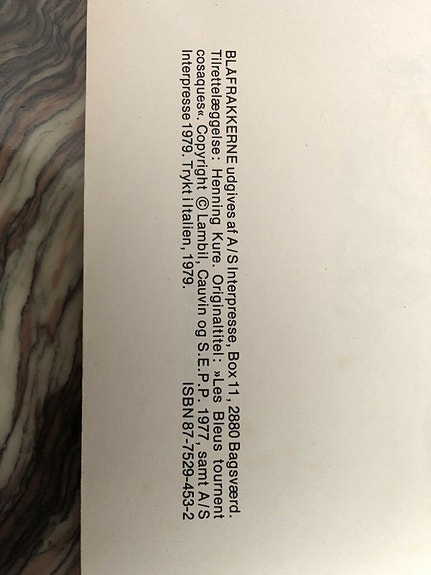 BLÅFRAKKERNE udgives af A/S Interpresse, Box 11, 2880 Bagsværd.
Tilrettelæggelse: Henning Kure. Originaltitel: »Les Bleus tournent
cosaques«. Copyright © Lambil, Cauvin og S.E.P.P. 1977, samt A/S
Interpresse 1979. Trykt i Italien, 1979. ISBN 87-7529-453-2